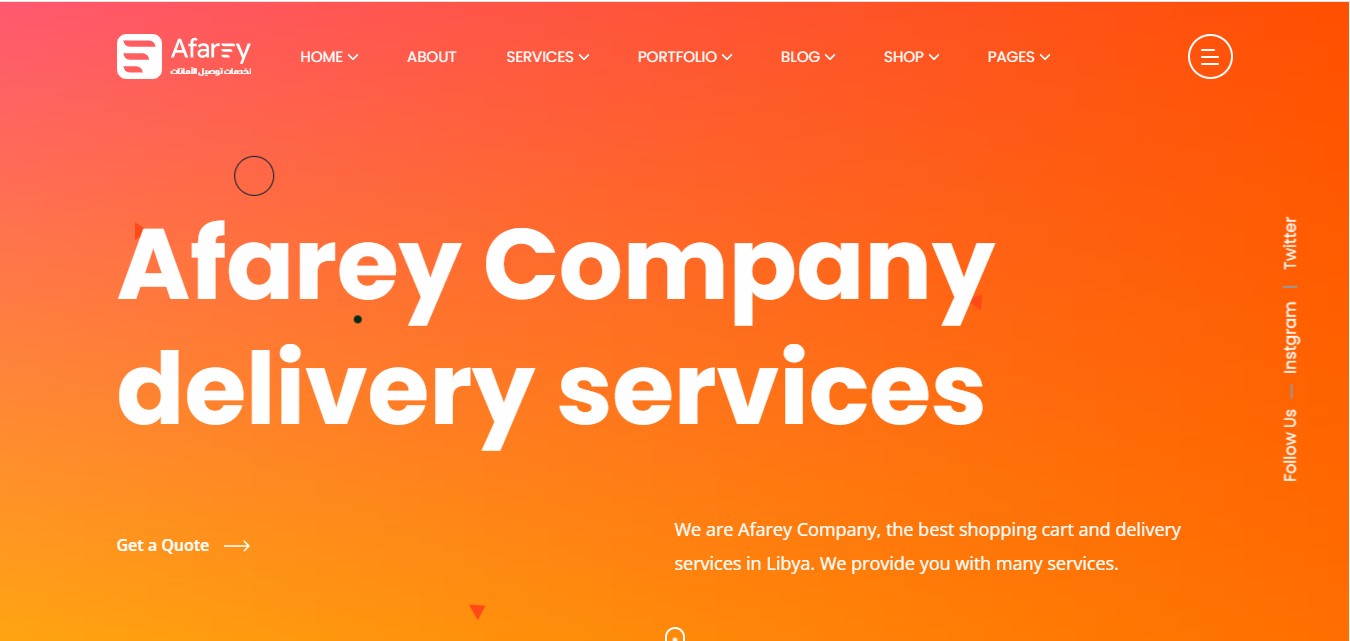 Afarey
لخدمات توصيل الأمانات
HOME
ABOUT
SERVICES
PORTFOLIO
BLOG
SHOP
PAGES
Afarey Company
delivery services
Get a Quote
We are Afarey Company, the best shopping cart and delivery
services in Libya. We provide you with many services.
Follow Us — Instgram | Twitter